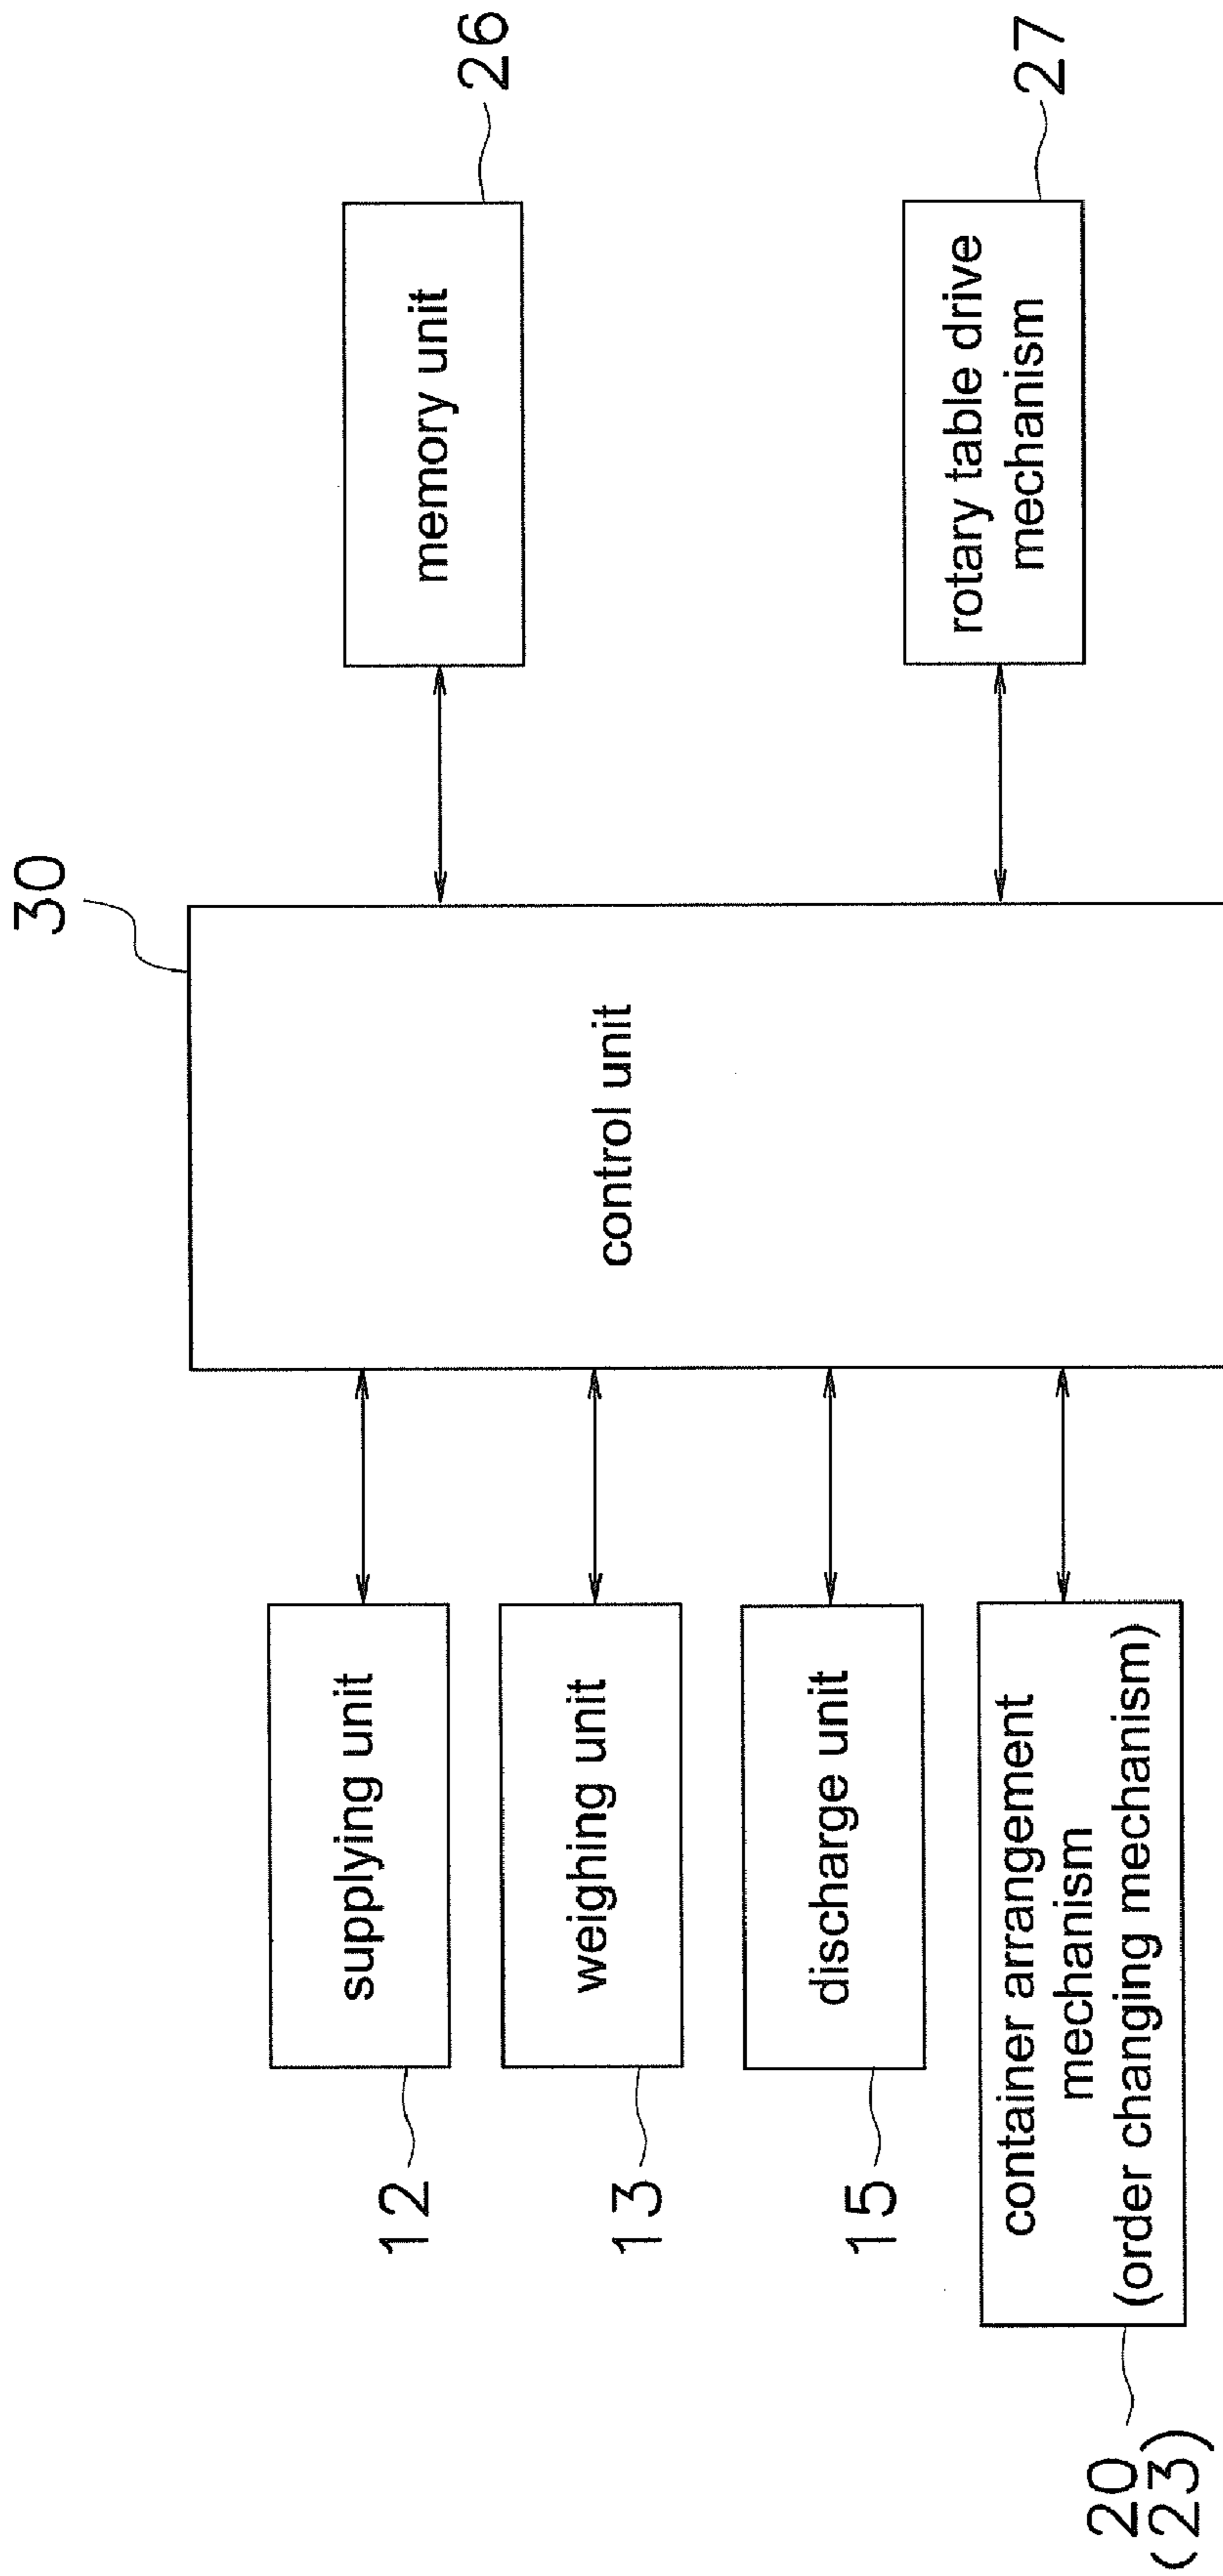 30
supplying unit
12
weighing unit
13
discharge unit
15
container arrangement
mechanism
(order changing mechanism)
20
(23)
control unit
memory unit
26
rotary table drive
mechanism
27